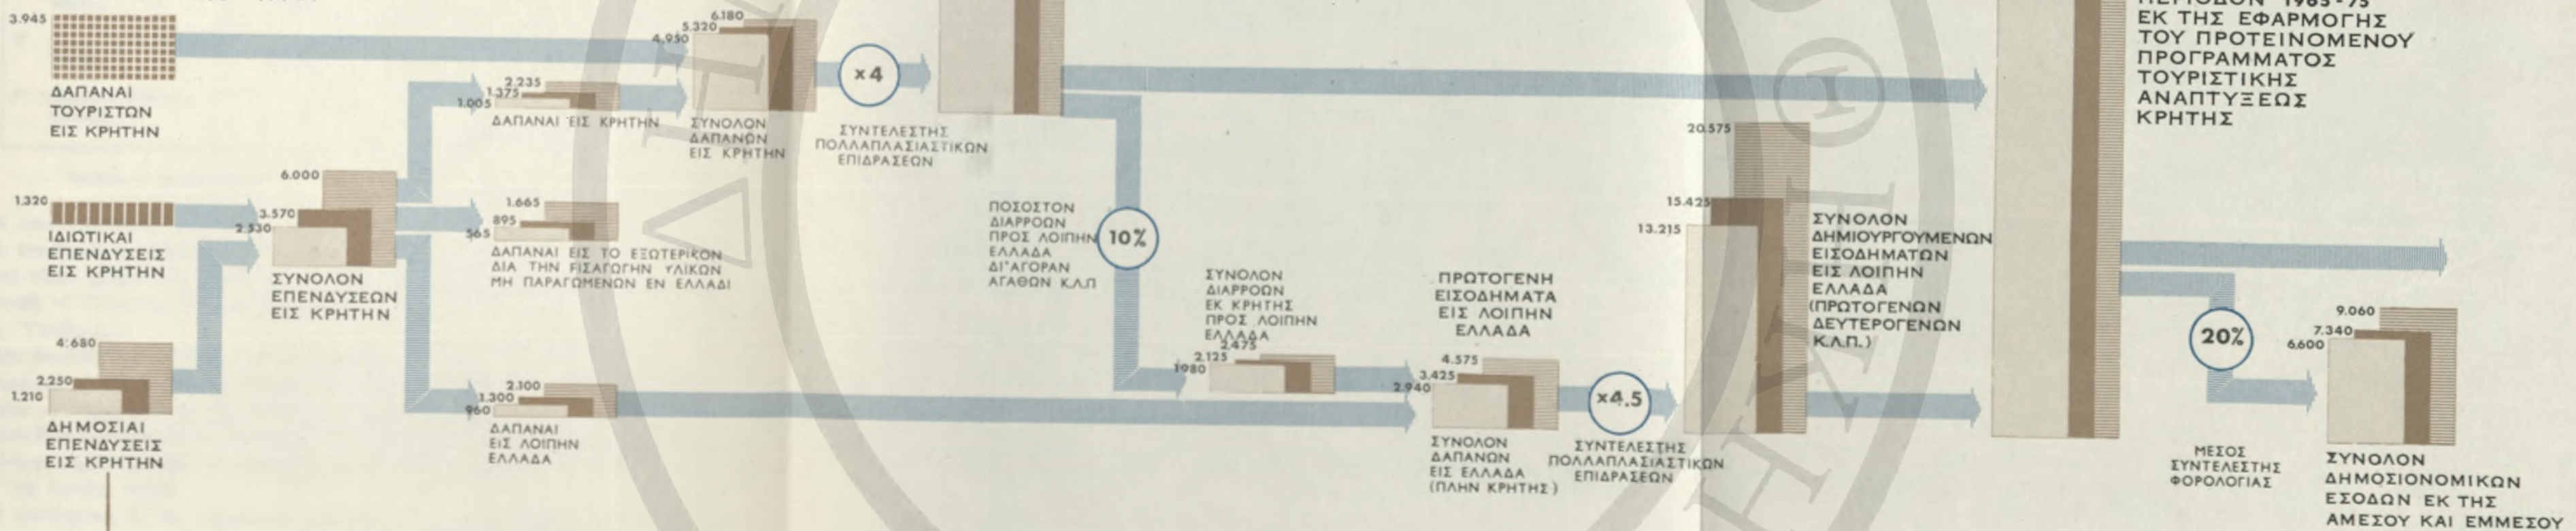 3.945
ΔΑΠΑΝΑΙ
ΤΟΥΡΙΣΤΩΝ
ΕΙΣ ΚΡΗΤΗΝ
1.320
ΙΔΙΩΤΙΚΑΙ
ΕΠΕΝΔΥΣΕΙΣ
ΕΙΣ ΚΡΗΤΗΝ
4.680
2.250
1.210
ΔΗΜΟΣΙΑΙ
ΕΠΕΝΔΥΣΕΙΣ
ΕΙΣ ΚΡΗΤΗΝ
6.000
3.570
2.530
ΣΥΝΟΛΟΝ
ΕΠΕΝΔΥΣΕΩΝ
ΕΙΣ ΚΡΗΤΗΝ
2.235
1.375
1.005
ΔΑΠΑΝΑΙ ΕΙΣ ΚΡΗΤΗΝ
1.665
895
565
ΔΑΠΑΝΑΙ ΕΙΣ ΤΟ ΕΞΩΤΕΡΙΚΟΝ
ΔΙΑ ΤΗΝ ΕΙΣΑΓΩΓΗΝ ΥΛΙΚΩΝ
ΜΗ ΠΑΡΑΓΩΜΕΝΩΝ ΕΝ ΕΛΛΑΔΙ
2.100
1.300
960
ΔΑΠΑΝΑΙ
ΕΙΣ ΛΟΙΠΗΝ
ΕΛΛΑΔΑ
6.180
5.320
4.950
ΣΥΝΟΛΟΝ
ΔΑΠΑΝΩΝ
ΕΙΣ ΚΡΗΤΗΝ
×4
ΣΥΝΤΕΛΕΣΤΗΣ
ΠΟΛΛΑΠΛΑΣΙΑΣΤΙΚΩΝ
ΕΠΙΔΡΑΣΕΩΝ
ΠΟΣΟΣΤΟΝ
ΔΙΑΡΡΟΩΝ
ΠΡΟΣ ΛΟΙΠΗΝ
ΕΛΛΑΔΑ
ΔΙ'ΑΓΟΡΑΝ
ΑΓΑΘΩΝ Κ.Λ.Π
10%
ΣΥΝΟΛΟΝ
ΔΙΑΡΡΟΩΝ
ΕΚ ΚΡΗΤΗΣ
ΠΡΟΣ ΛΟΙΠΗΝ
ΕΛΛΑΔΑ
2.475
2.125
1980
ΠΡΩΤΟΓΕΝΗ
ΕΙΣΟΔΗΜΑΤΑ
ΕΙΣ ΛΟΙΠΗΝ
ΕΛΛΑΔΑ
4.575
3.425
2.940
ΣΥΝΟΛΟΝ
ΔΑΠΑΝΩΝ
ΕΙΣ ΕΛΛΑΔΑ
(ΠΛΗΝ ΚΡΗΤΗΣ)
×4,5
ΣΥΝΤΕΛΕΣΤΗΣ
ΠΟΛΛΑΠΛΑΣΙΑΣΤΙΚΩΝ
ΕΠΙΔΡΑΣΕΩΝ
20.575
15.425
13.215
ΣΥΝΟΛΟΝ
ΔΗΜΙΟΥΡΓΟΥΜΕΝΩΝ
ΕΙΣΟΔΗΜΑΤΩΝ
ΕΙΣ ΛΟΙΠΗΝ
ΕΛΛΑΔΑ
(ΠΡΩΤΟΓΕΝΩΝ
ΔΕΥΤΕΡΟΓΕΝΩΝ
Κ.Λ.Π.)
ΠΕΡΙΟΔΟΝ 1965-75
ΕΚ ΤΗΣ ΕΦΑΡΜΟΓΗΣ
ΤΟΥ ΠΡΟΤΕΙΝΟΜΕΝΟΥ
ΠΡΟΓΡΑΜΜΑΤΟΣ
ΤΟΥΡΙΣΤΙΚΗΣ
ΑΝΑΠΤΥΞΕΩΣ
ΚΡΗΤΗΣ
20%
ΜΕΣΟΣ
ΣΥΝΤΕΛΕΣΤΗΣ
ΦΟΡΟΛΟΓΙΑΣ
9.060
7.340
6,600
ΣΥΝΟΛΟΝ
ΔΗΜΟΣΙΟΝΟΜΙΚΩΝ
ΕΣΟΔΩΝ ΕΚ ΤΗΣ
ΑΜΕΣΟΥ ΚΑΙ ΕΜΜΕΣΟΥ